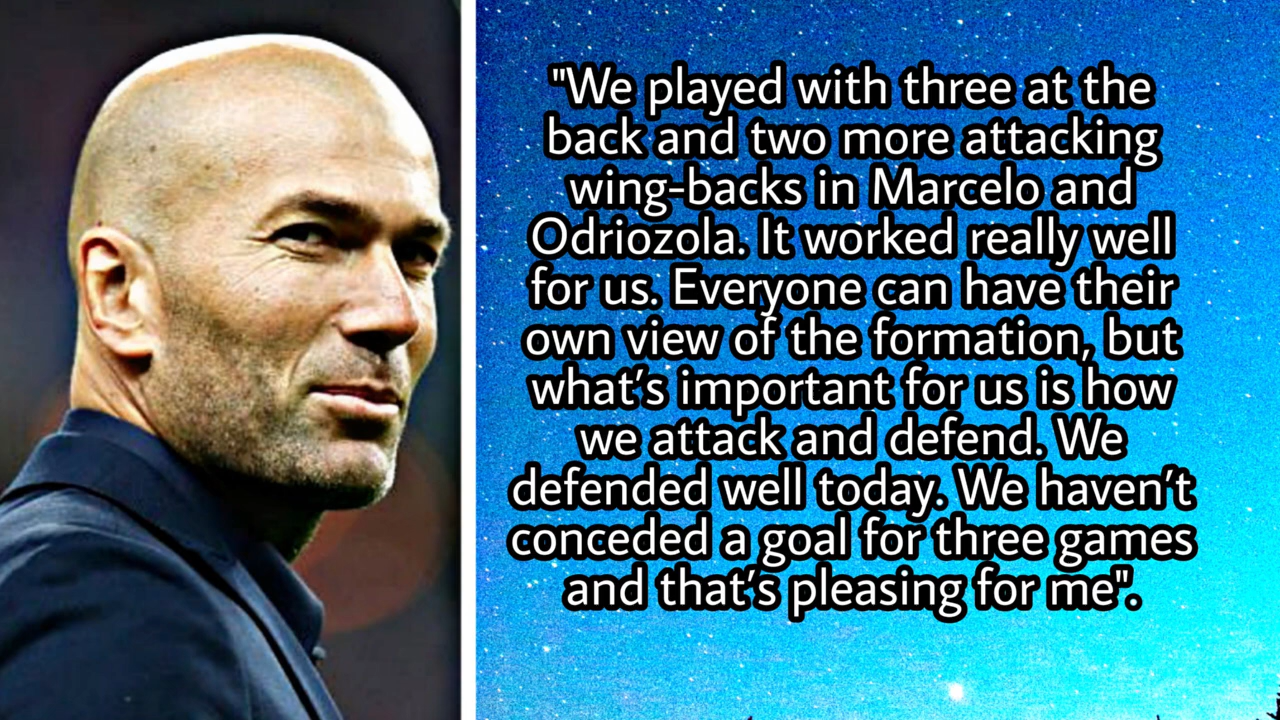 "We played with three at the
back and two more attacking
wing-backs in Marcelo and
Odriozola. It worked really well
for us. Everyone can have their
own view of the formation, but
what's important for us is how
we attack and defend. We
defended well today. We haven't
conceded a goal for three games
and that's pleasing for me".